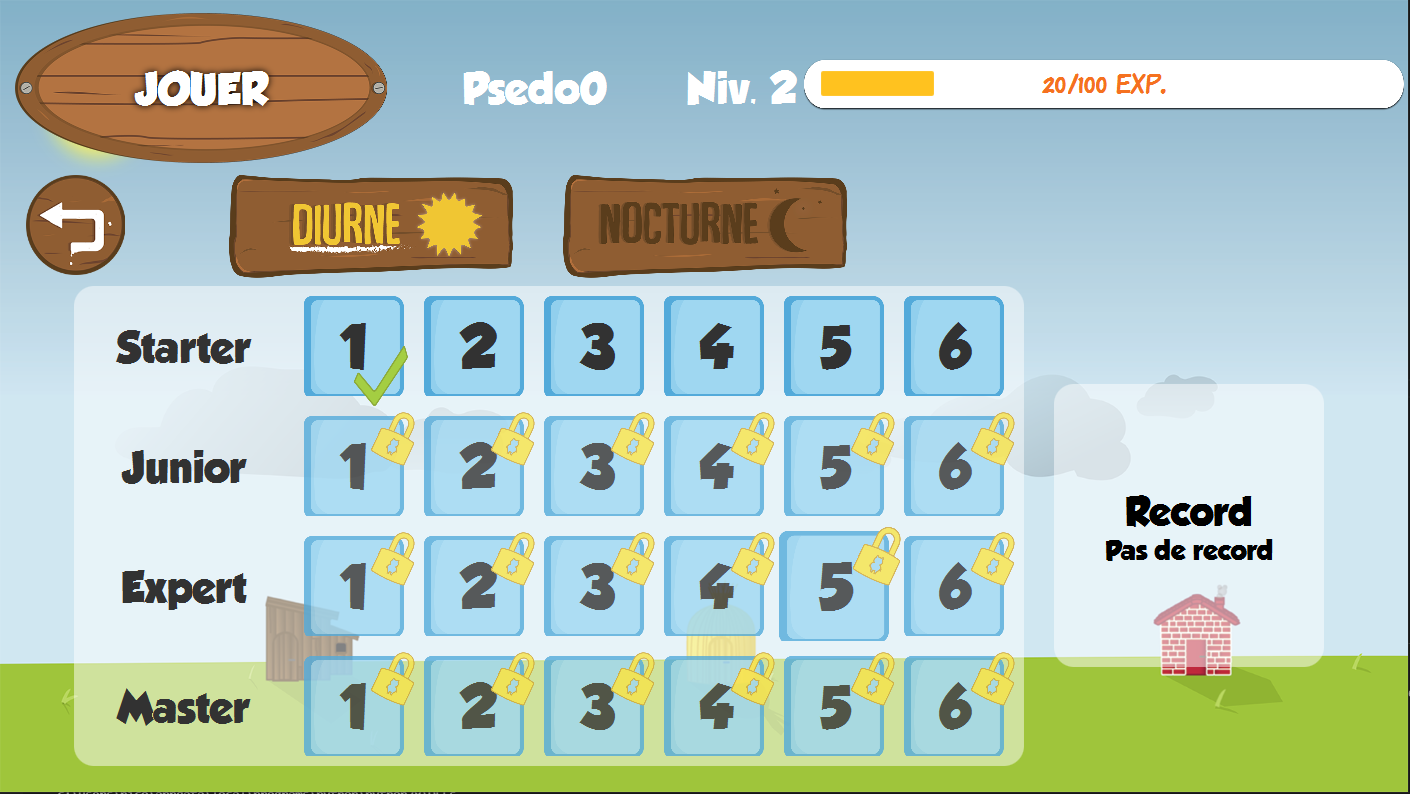 JOUER
Psedo0 Niv. 2 20/100 EXP.
DIURNE NOCTURNE
Starter 1 2 3 4 5 6
Junior 1 2 3 4 5 6
Expert 1 2 3 4 5 6
Master 1 2 3 4 5 6
Record
Pas de record